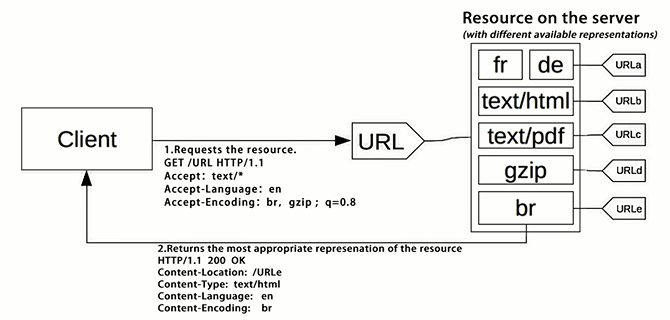 Resource on the server
(with different available representations)
fr
de
URLa
text/html
URLb
Client
URL
text/pdf
URLc
1.Requests the resource.
GET /URL HTTP/1.1
Accept: text/*
Accept-Language: en
Accept-Encoding: br, gzip ; q=0.8
gzip
URLd
br
URLe
2.Returns the most appropriate represenation of the resource
HTTP/1.1 200 OK
Content-Location: /URLe
Content-Type: text/html
Content-Language: en
Content-Encoding: br